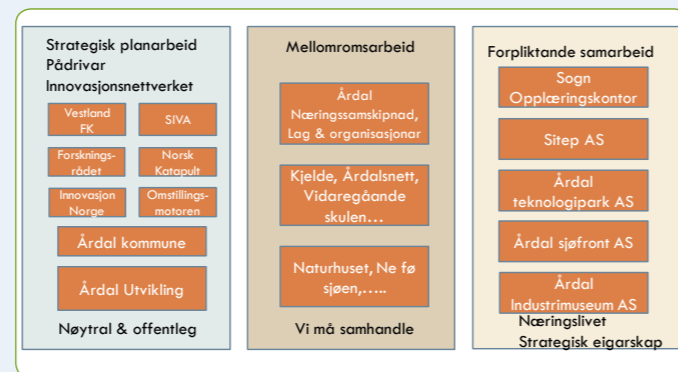 Strategisk planarbeid
Pådrivar
Innovasjonsnettverket
Vestland
FK
SIVA
Forsknings-
rådet
Norsk
Katapult
Innovasjon
Norge
Omstillings-
motoren
Årdal kommune
Årdal Utvikling
Nøytral & offentleg
Mellomromsarbeid
Årdal
Næringssamskipnad,
Lag & organisasjonar
Kjelde, Årdalsnett,
Vidaregåande
skulen…
Naturhuset, Ne fø
sjøen,…..
Vi må samhandle
Forpliktande samarbeid
Sogn
Opplæringskontor
Sitep AS
Årdal
teknologipark AS
Årdal sjøfront AS
Årdal
Industrimuseum AS
Næringslivet
Strategisk eigarskap